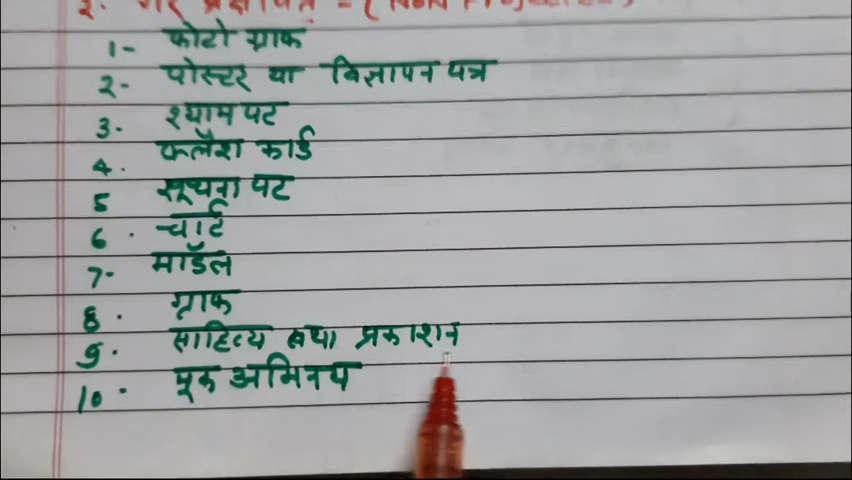 1- फोटो ग्राफ
2- पोस्टर या विज्ञापन पत्र
3. श्याम पट
4. फ्लैश कार्ड
5 सूचना पट
6. चार्ट
7- मॉडल
8. ग्राफ
9. साहित्य तथा प्रकाशन
10. मूक अभिनय